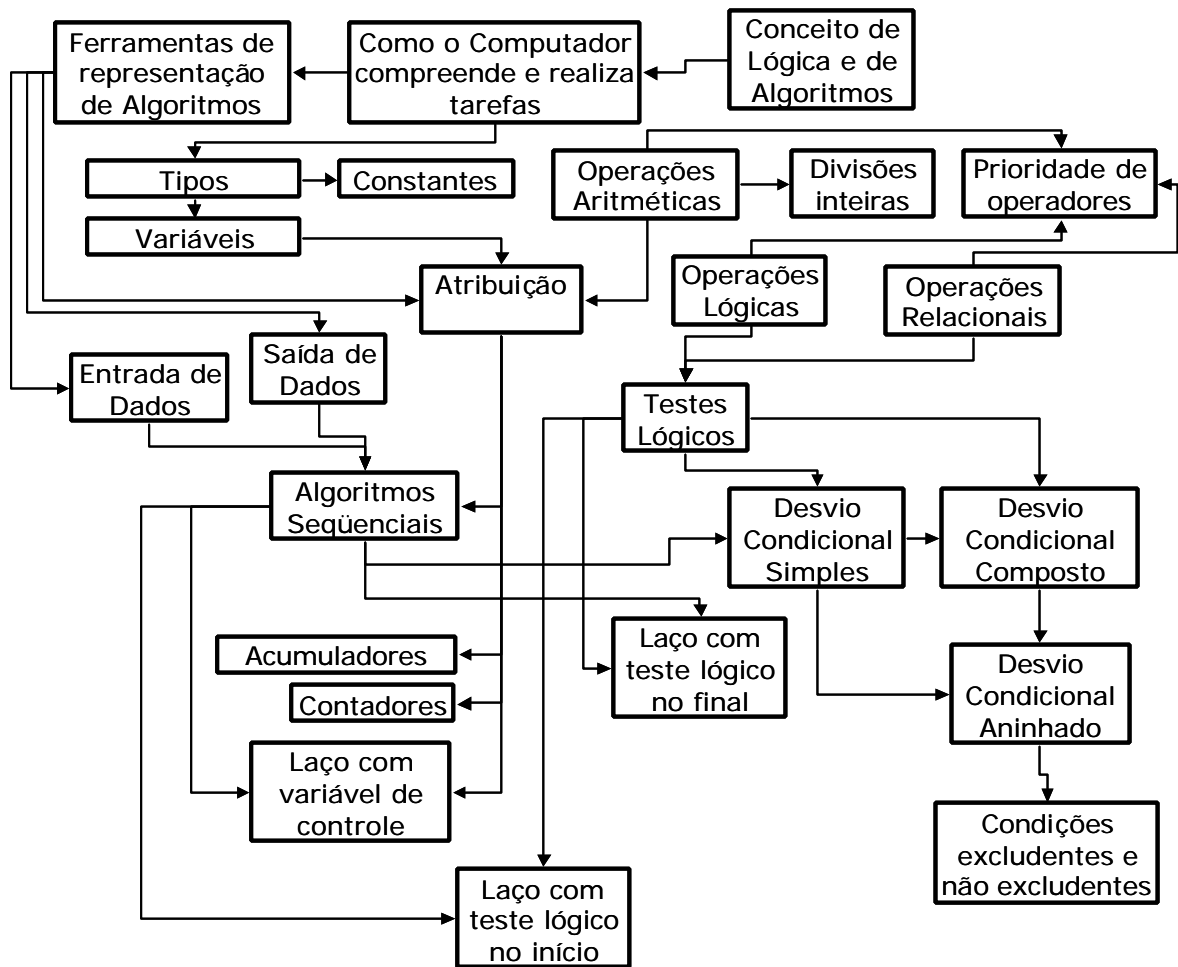 Ferramentas de
representação
de Algoritmos
Como o Computador
compreende e realiza
tarefas
Conceito de
Lógica e de
Algoritmos
Tipos
Constantes
Operações
Aritméticas
Divisões
inteiras
Prioridade de
operadores
Variáveis
Atribuição
Operações
Lógicas
Operações
Relacionais
Entrada de
Dados
Saída de
Dados
Testes
Lógicos
Algoritmos
Seqüenciais
Desvio
Condicional
Simples
Desvio
Condicional
Composto
Acumuladores
Contadores
Laço com
teste lógico
no final
Desvio
Condicional
Aninhado
Laço com
variável de
controle
Condições
excludentes e
não excludentes
Laço com
teste lógico
no início